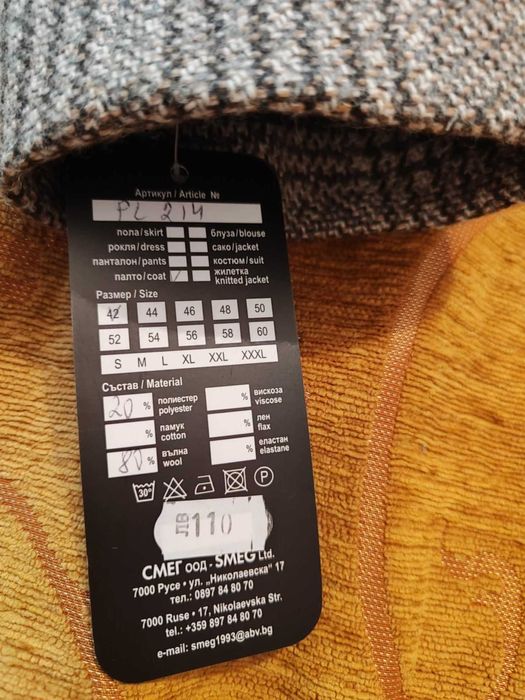 Артикул / Article №
PL 214
пола / skirt блуза / blouse
рокля / dress сако / jacket
панталон / pants костюм / suit
палто / coat жилетка
knitted jacket
Размер / Size
42 44 46 48 50
52 54 56 58 60
S M L XL XXL XXXL
Състав / Material
20 % полиестер polyester % вискоза viscose
% памук cotton % лен flax
80 % вълна wool % еластан elastane
30° P
ЛВ 110
СМЕГ ООД - SMEG Ltd.
7000 Русе • ул. „Николаевска" 17
тел.: 0897 84 80 70
7000 Ruse • 17, Nikolaevska Str.
tel.: +359 897 84 80 70
e-mail: smeg1993@abv.bg